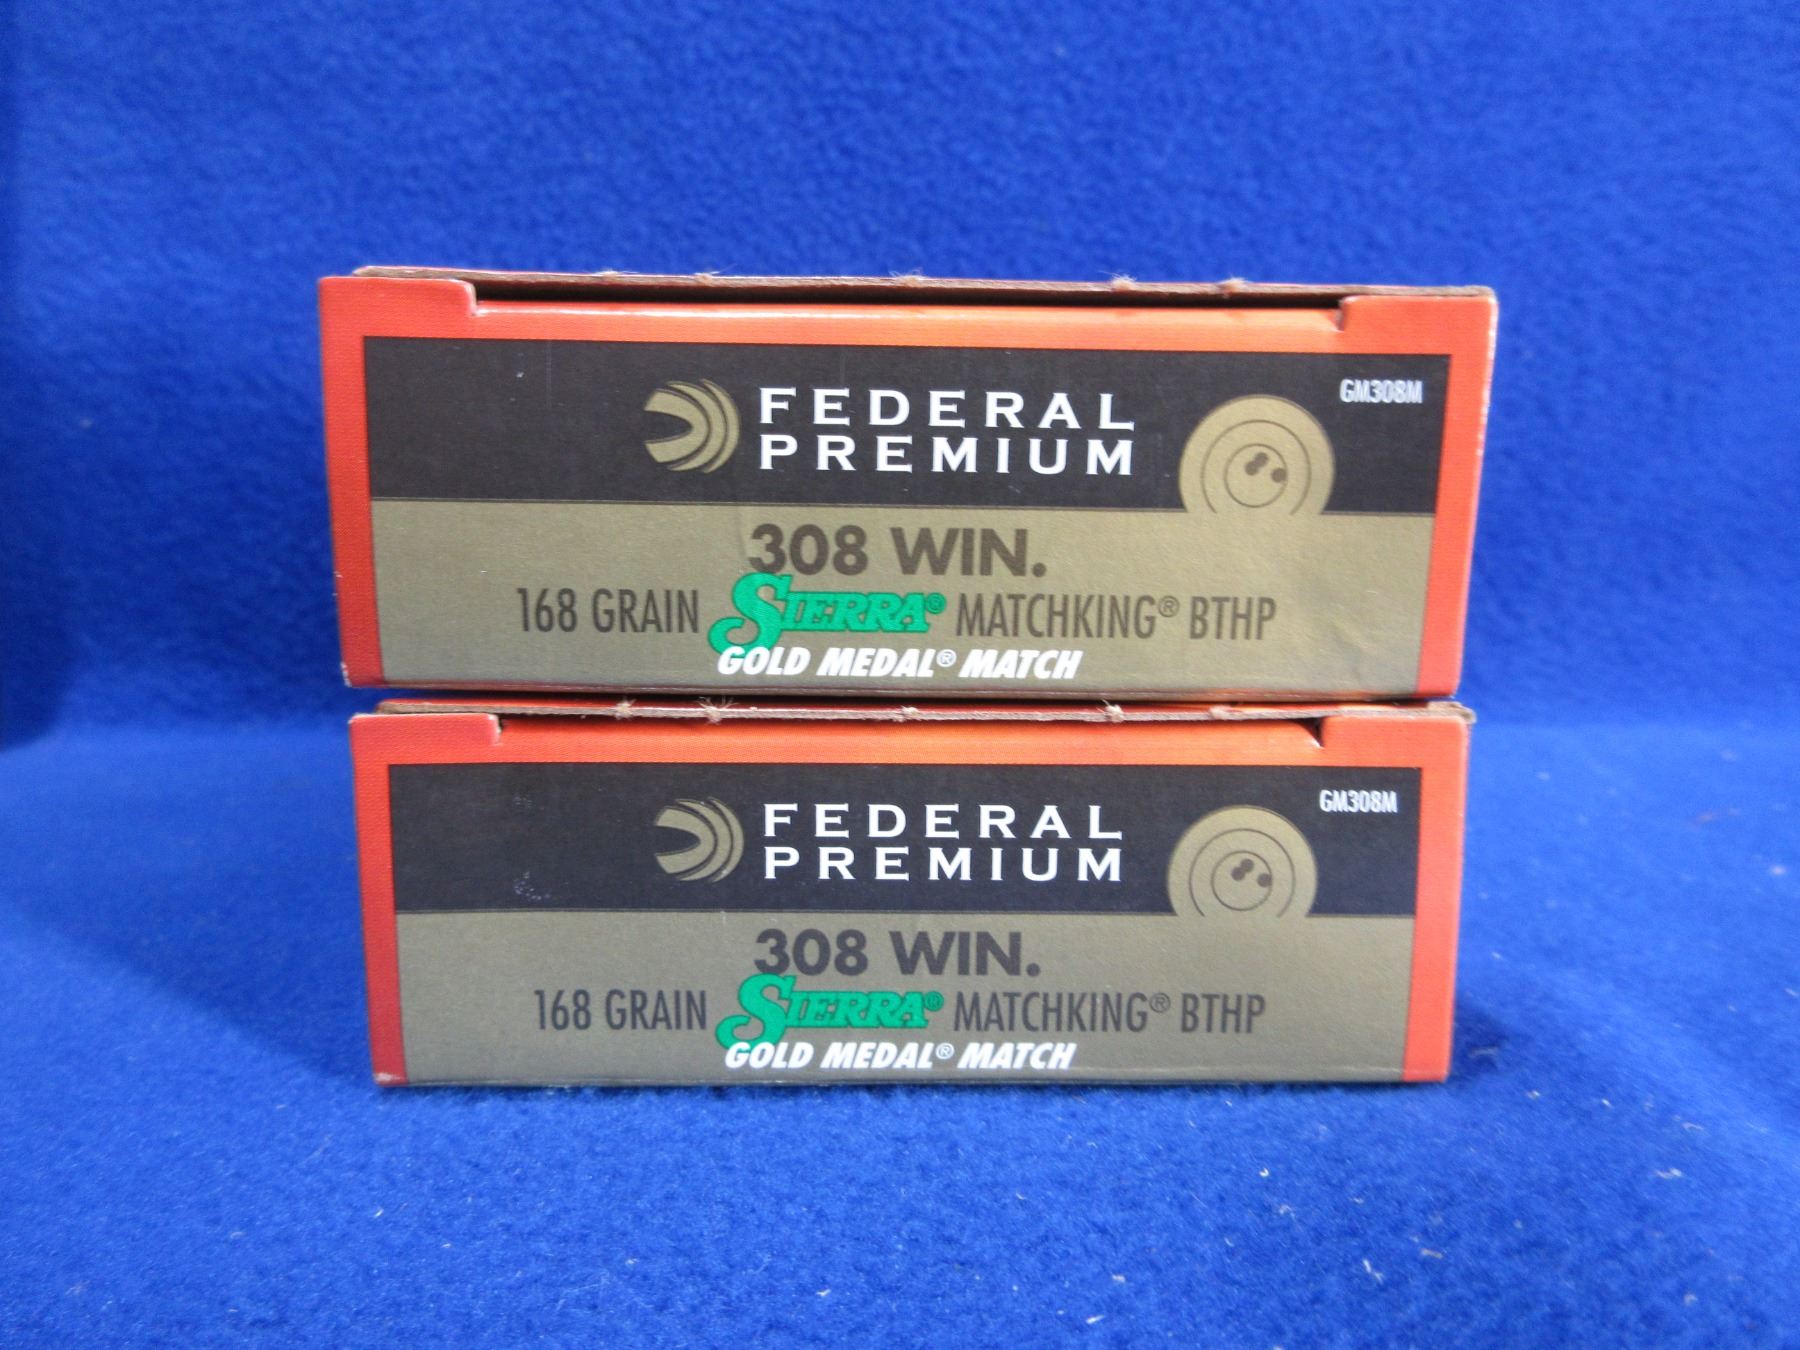 GM308M
FEDERAL
PREMIUM
308 WIN.
168 GRAIN SIERRA® MATCHKING® BTHP
GOLD MEDAL® MATCH
GM308M
FEDERAL
PREMIUM
308 WIN.
168 GRAIN SIERRA® MATCHKING® BTHP
GOLD MEDAL® MATCH